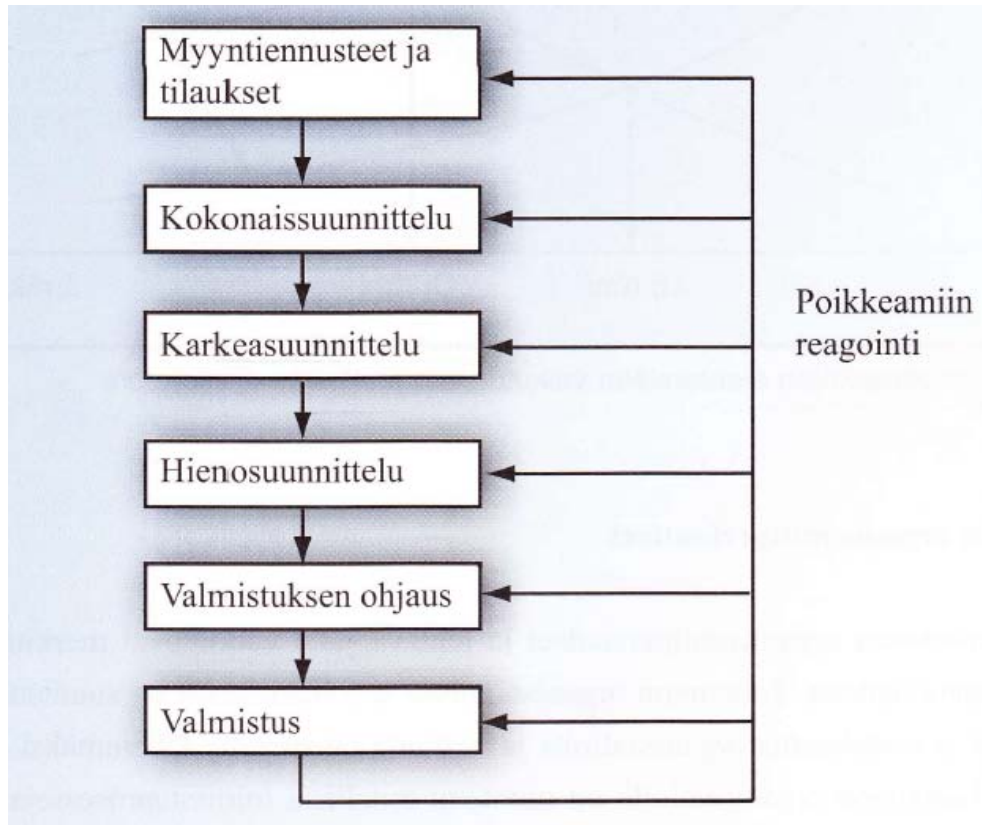 Myyntiennusteet ja
tilaukset
Kokonaissuunnittelu
Karkeasuunnittelu
Poikkeamiin
reagointi
Hienosuunnittelu
Valmistuksen ohjaus
Valmistus